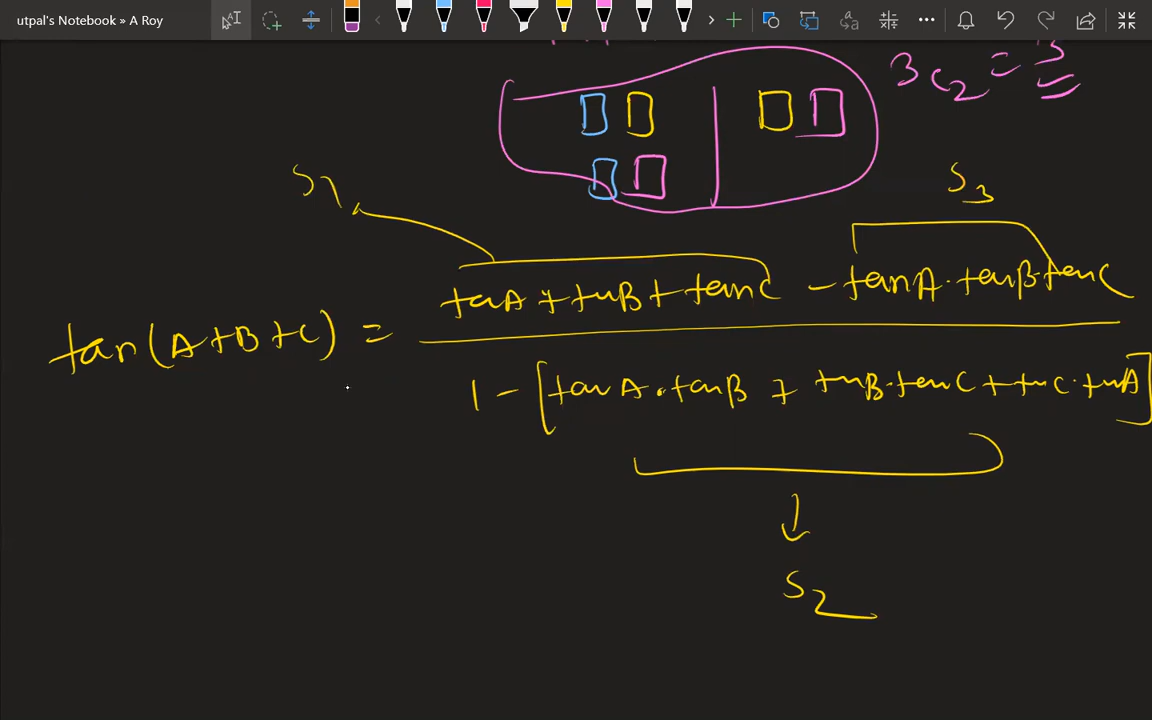 utpal's Notebook » A Roy
3C2 = 3
S1
S3
tanA + tanB + tanC - tanA · tanB tanC
tan(A+B+C) =
1 - [tanA · tanB + tanB · tanC + tanC · tanA]
S2